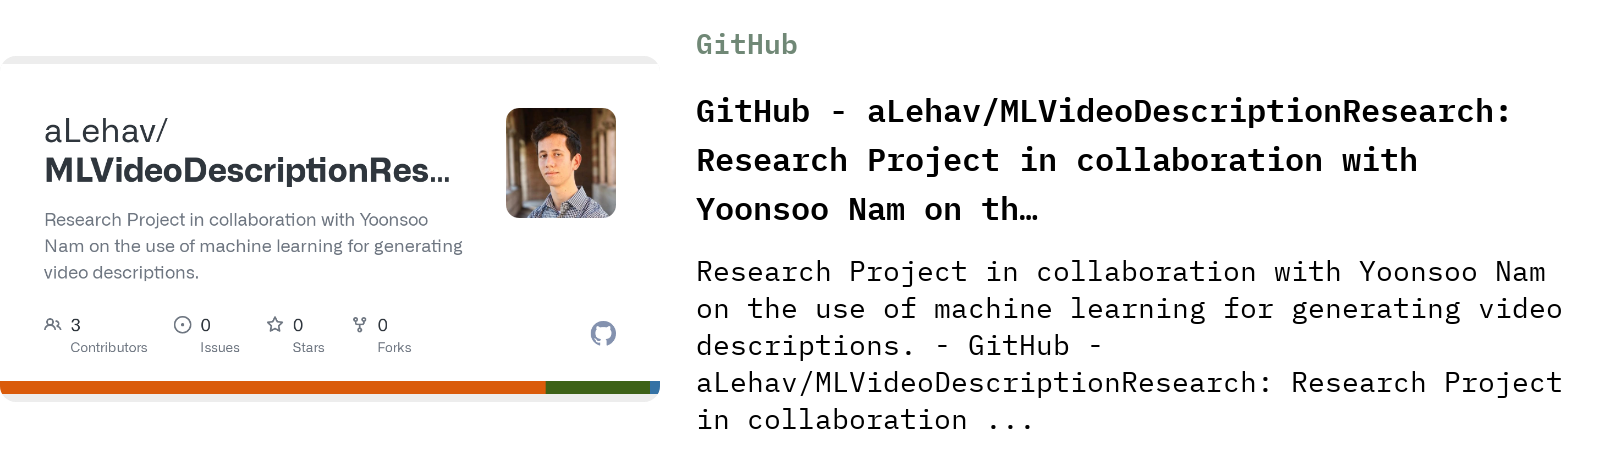 aLehav/
MLVideoDescriptionRes...
Research Project in collaboration with Yoonsoo
Nam on the use of machine learning for generating
video descriptions.
3
Contributors
0
Issues
0
Stars
0
Forks
GitHub
GitHub - aLehav/MLVideoDescriptionResearch:
Research Project in collaboration with
Yoonsoo Nam on th…
Research Project in collaboration with Yoonsoo Nam
on the use of machine learning for generating video
descriptions. - GitHub -
aLehav/MLVideoDescriptionResearch: Research Project
in collaboration ...